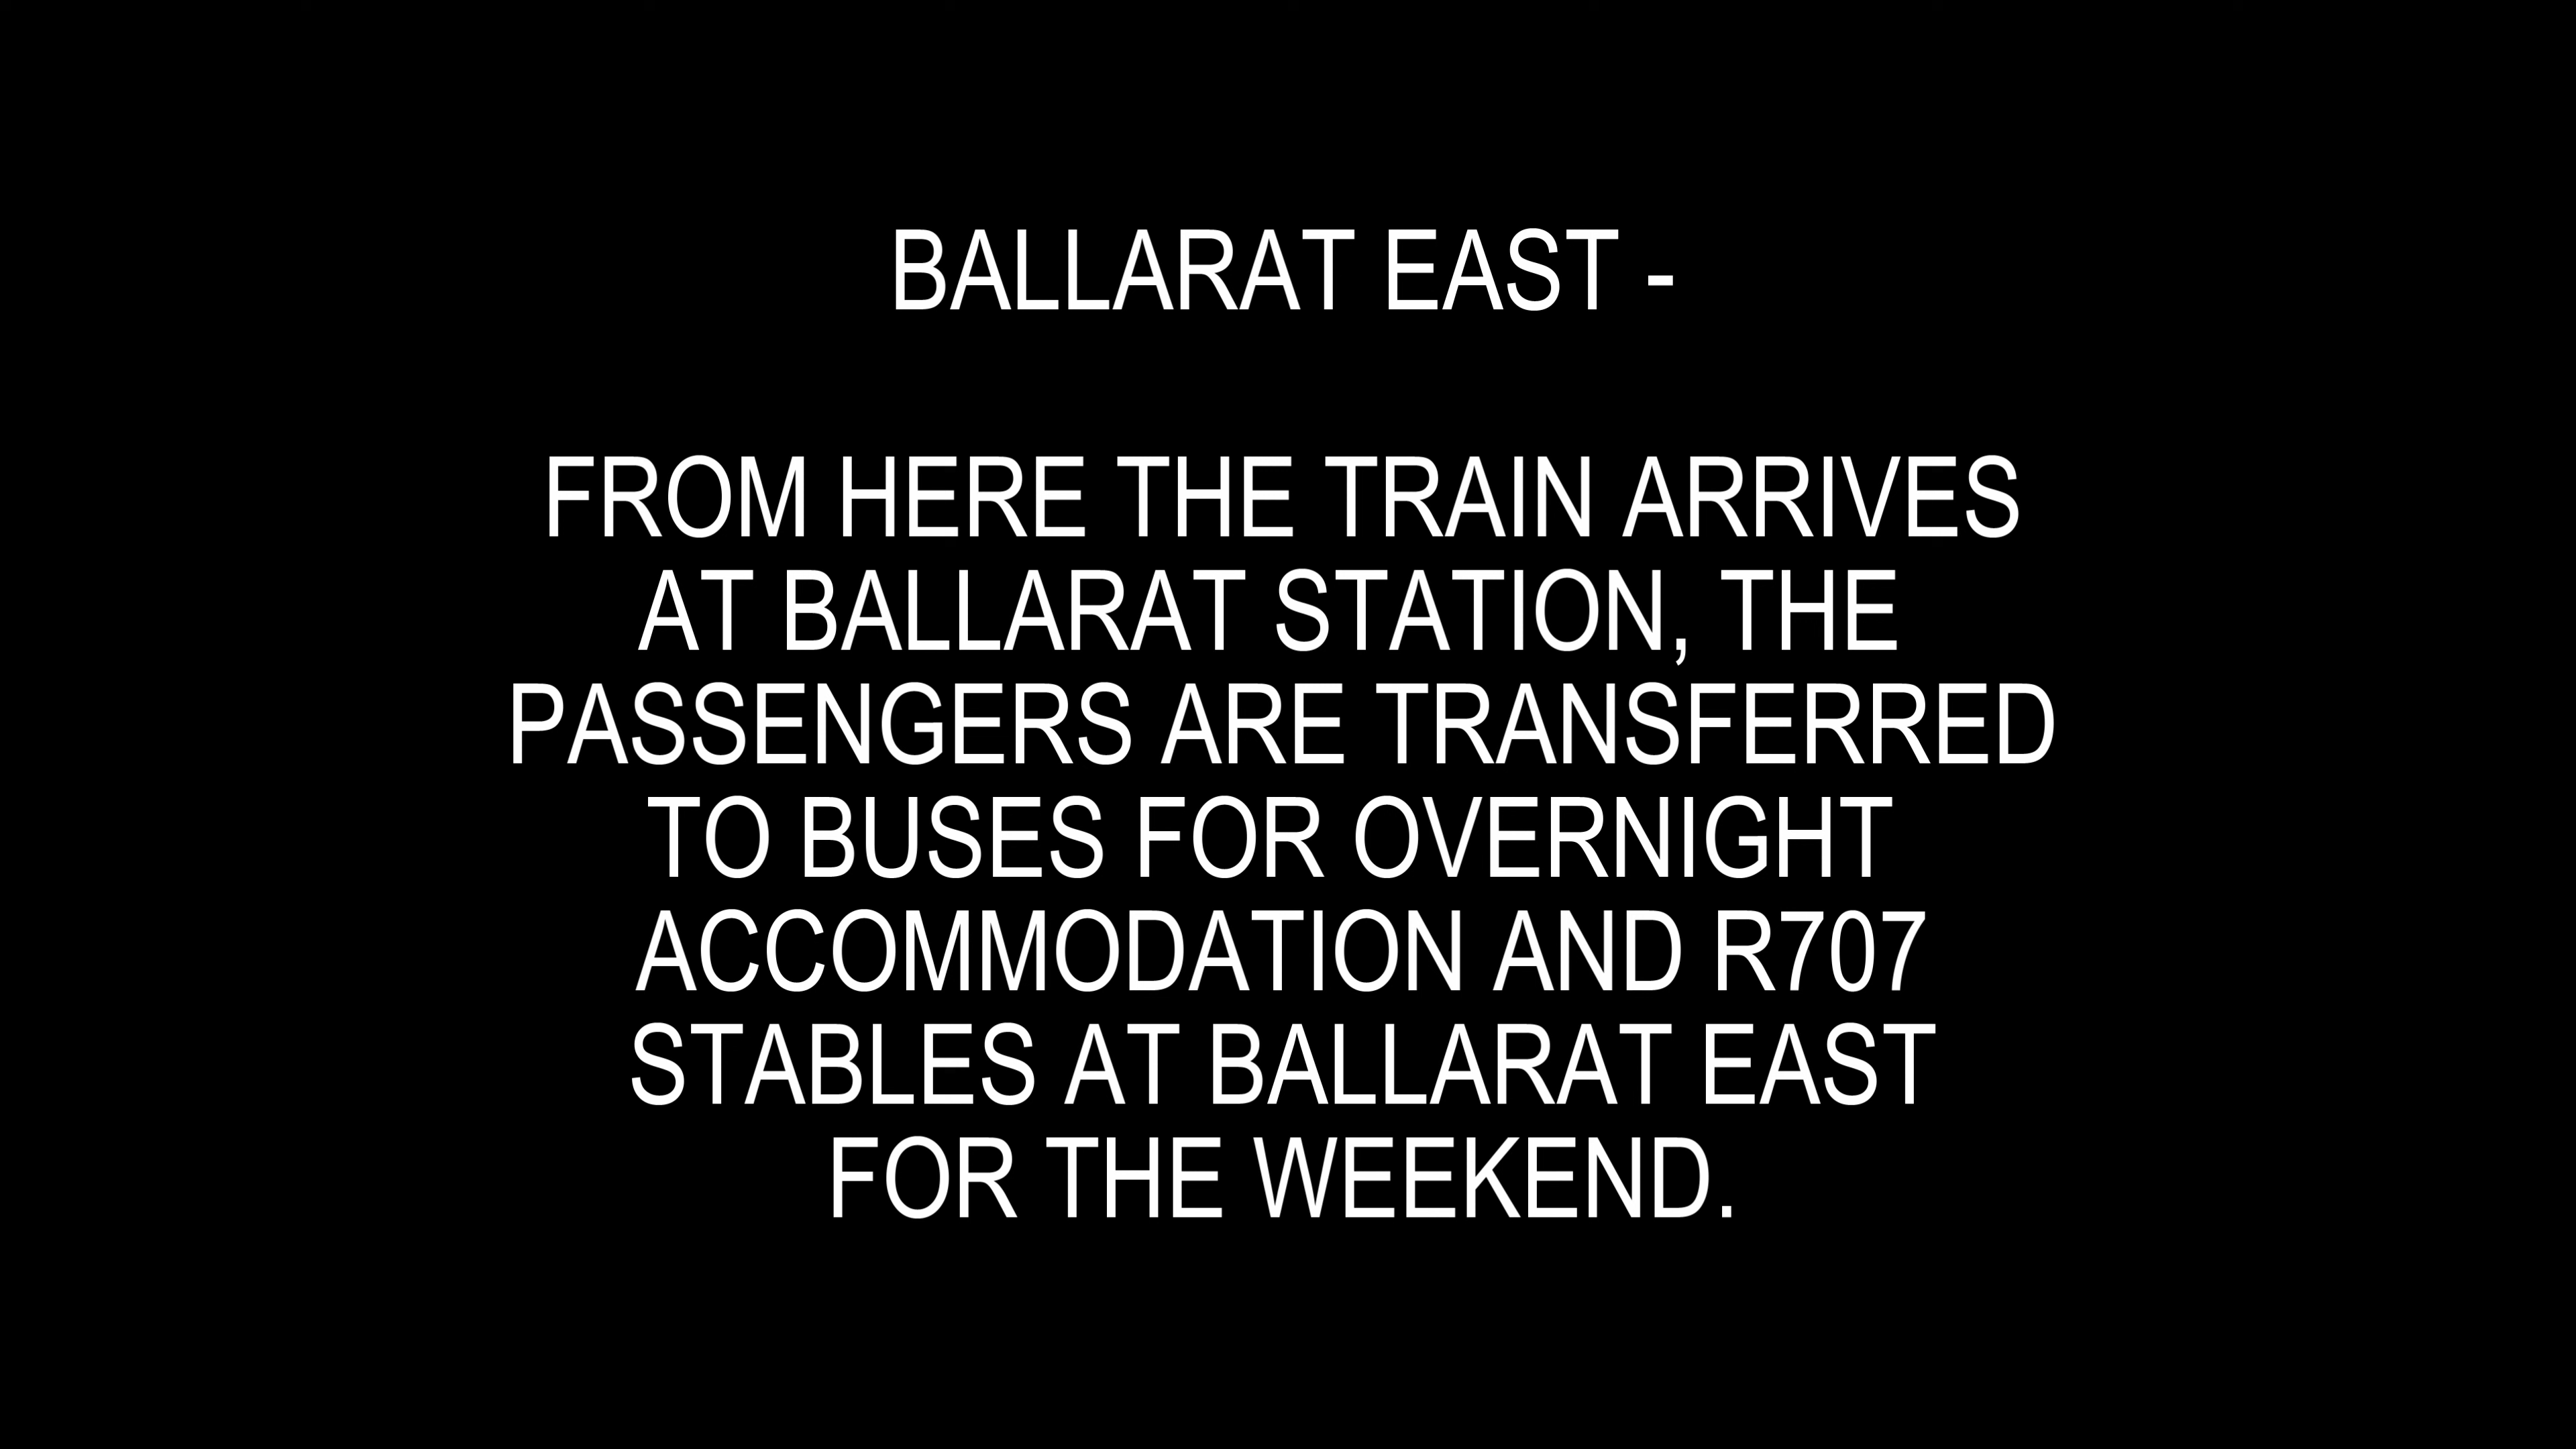 BALLARAT EAST -
FROM HERE THE TRAIN ARRIVES
AT BALLARAT STATION, THE
PASSENGERS ARE TRANSFERRED
TO BUSES FOR OVERNIGHT
ACCOMMODATION AND R707
STABLES AT BALLARAT EAST
FOR THE WEEKEND.